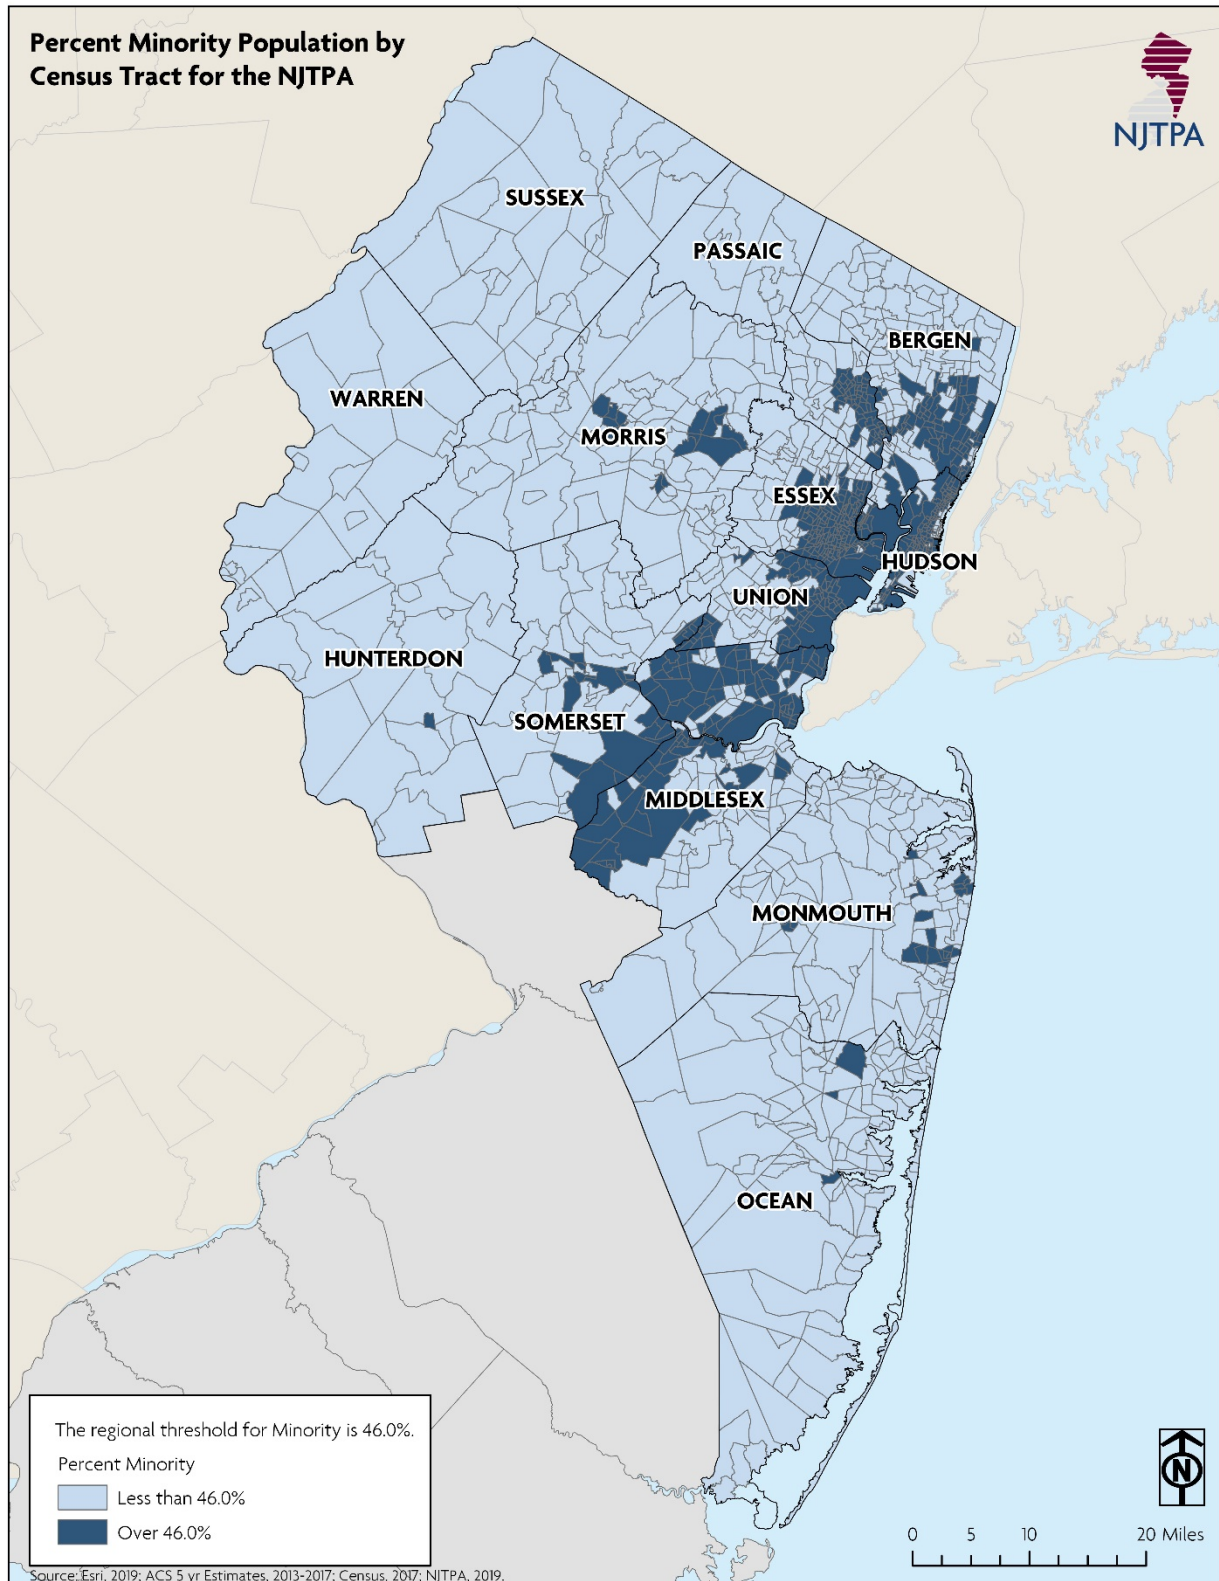 Percent Minority Population by
Census Tract for the NJTPA
NJTPA
SUSSEX
PASSAIC
BERGEN
WARREN
MORRIS
ESSEX
HUDSON
UNION
HUNTERDON
SOMERSET
MIDDLESEX
MONMOUTH
OCEAN
The regional threshold for Minority is 46.0%.
Percent Minority
Less than 46.0%
Over 46.0%
N
0 5 10 20 Miles
Source: Esri, 2019; ACS 5 yr Estimates, 2013-2017; Census, 2017; NJTPA, 2019.